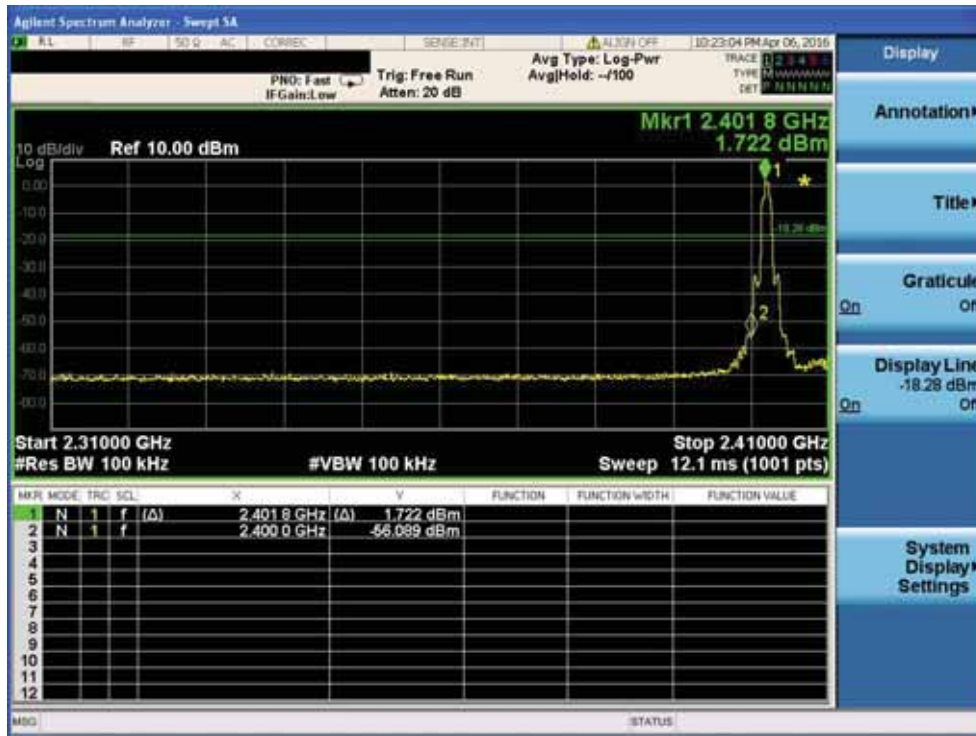 Agilent Spectrum Analyzer - Swept SA
RL RF 50 Ω AC CORREC SENSE:INT ALIGN OFF 10:23:04 PM Apr 06, 2016
Display
PNO: Fast Trig: Free Run Avg Type: Log-Pwr TRACE 1 2 3 4 5 6
IFGain:Low Atten: 20 dB Avg|Hold: --/100 TYPE M
DET P N N N N N
Annotation
Mkr1 2.401 8 GHz
10 dB/div Ref 10.00 dBm 1.722 dBm
Log
1
0.00
Title
-10.0
-18.28 dBm
-20.0
-30.0
Graticule
-40.0
On Off
2
-50.0
-60.0
Display Line
-70.0
-18.28 dBm
-80.0
On Off
Start 2.31000 GHz Stop 2.41000 GHz
#Res BW 100 kHz #VBW 100 kHz Sweep 12.1 ms (1001 pts)
MKR MODE TRC SCL X Y FUNCTION FUNCTION WIDTH FUNCTION VALUE
1 N 1 f (Δ) 2.401 8 GHz (Δ) 1.722 dBm
2 N 1 f 2.400 0 GHz -56.089 dBm
3
4
5
6
7
8
9
10
11
12
System
Display
Settings
MSG STATUS